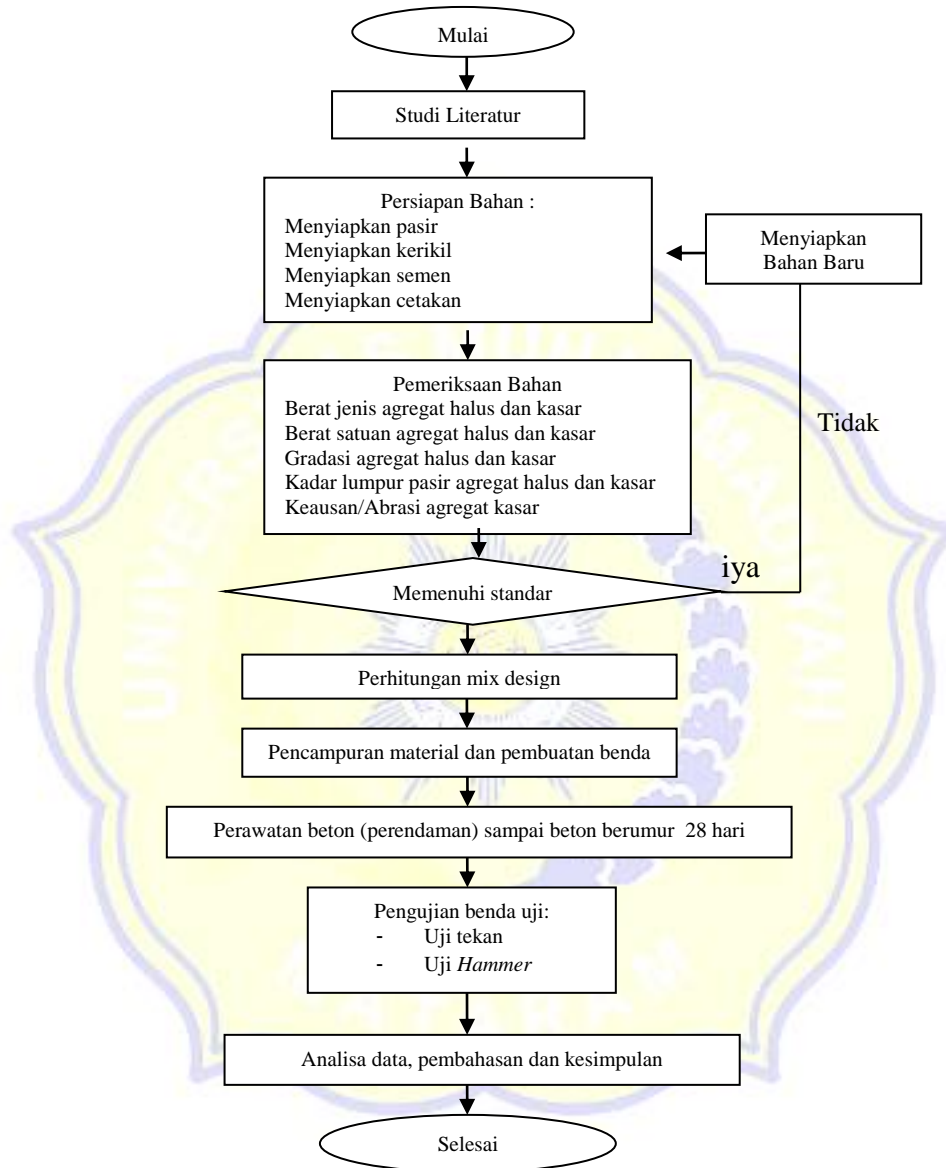 Mulai
Studi Literatur
Persiapan Bahan :
Menyiapkan pasir
Menyiapkan kerikil
Menyiapkan semen
Menyiapkan cetakan
Menyiapkan
Bahan Baru
Pemeriksaan Bahan
Berat jenis agregat halus dan kasar
Berat satuan agregat halus dan kasar
Gradasi agregat halus dan kasar
Kadar lumpur pasir agregat halus dan kasar
Keausan/Abrasi agregat kasar
Tidak
iya
Memenuhi standar
Perhitungan mix design
Pencampuran material dan pembuatan benda
Perawatan beton (perendaman) sampai beton berumur 28 hari
Pengujian benda uji:
- Uji tekan
- Uji Hammer
Analisa data, pembahasan dan kesimpulan
Selesai